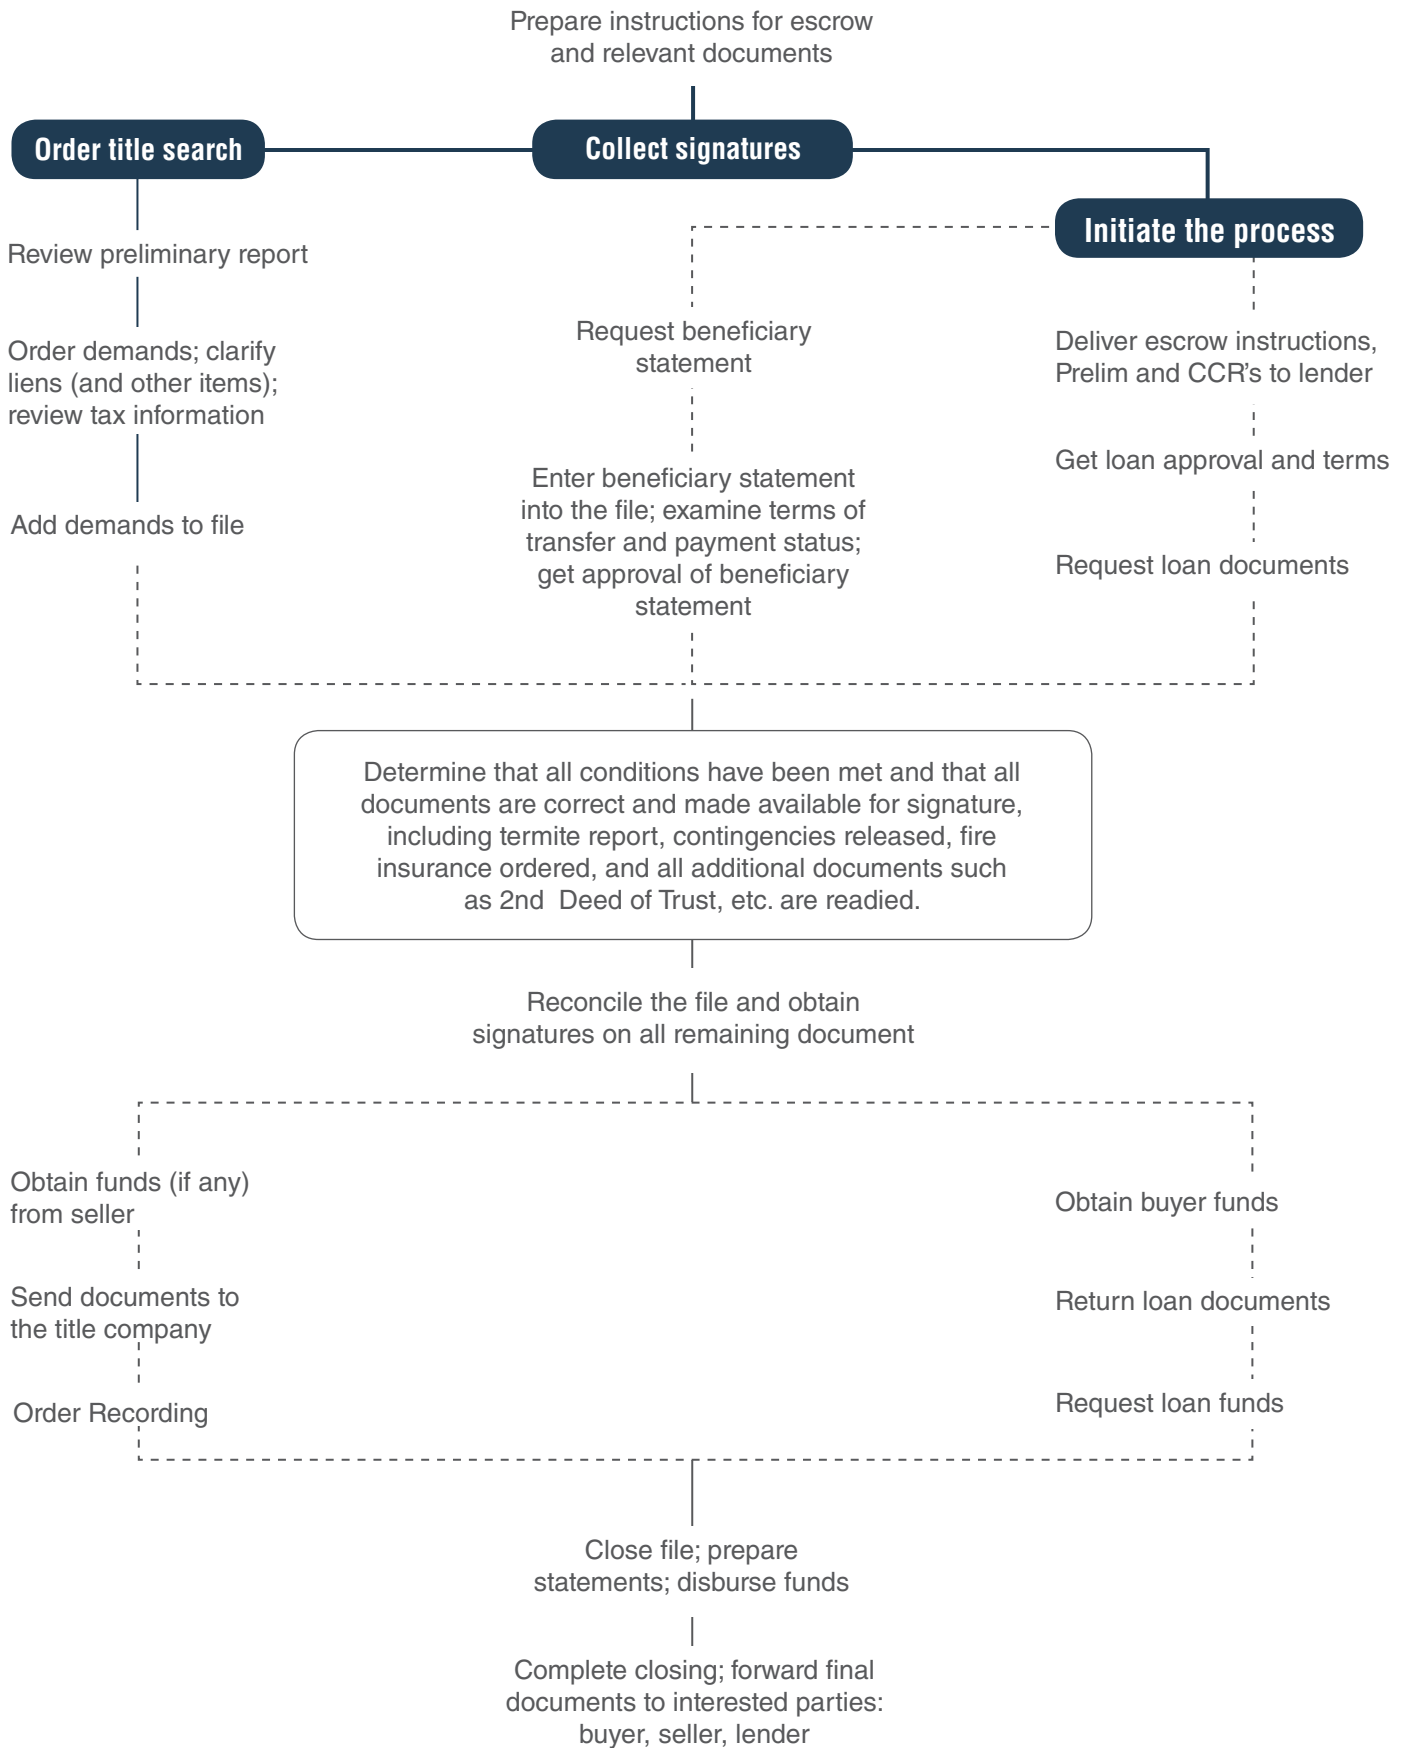 Prepare instructions for escrow
and relevant documents
Order title search
Collect signatures
Initiate the process
Review preliminary report
Order demands; clarify
liens (and other items);
review tax information
Add demands to file
Request beneficiary
statement
Enter beneficiary statement
into the file; examine terms of
transfer and payment status;
get approval of beneficiary
statement
Deliver escrow instructions,
Prelim and CCR's to lender
Get loan approval and terms
Request loan documents
Determine that all conditions have been met and that all
documents are correct and made available for signature,
including termite report, contingencies released, fire
insurance ordered, and all additional documents such
as 2nd  Deed of Trust, etc. are readied.
Reconcile the file and obtain
signatures on all remaining document
Obtain funds (if any)
from seller
Send documents to
the title company
Order Recording
Obtain buyer funds
Return loan documents
Request loan funds
Close file; prepare
statements; disburse funds
Complete closing; forward final
documents to interested parties:
buyer, seller, lender